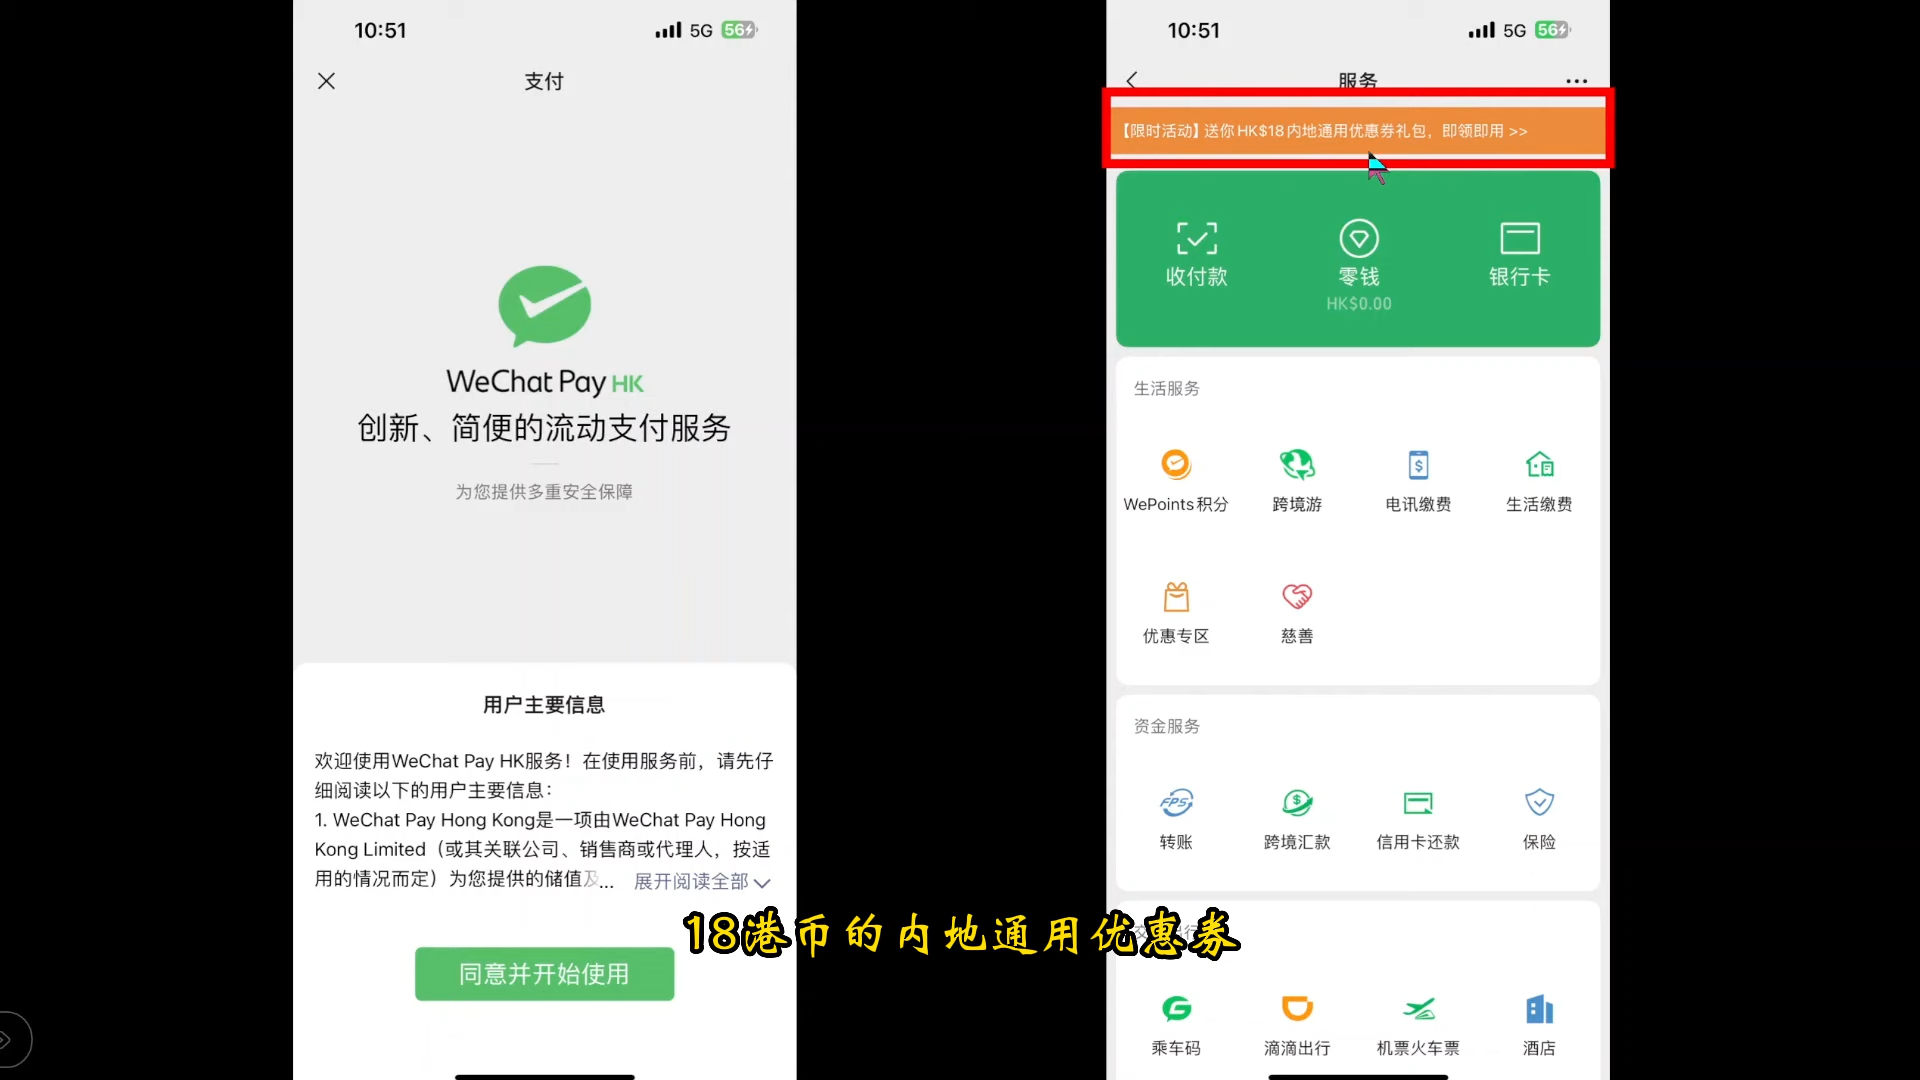 10:51
5G 56
支付
WeChat Pay HK
创新、简便的流动支付服务
为您提供多重安全保障
用户主要信息
欢迎使用WeChat Pay HK服务！在使用服务前，请先仔
细阅读以下的用户主要信息：
1. WeChat Pay Hong Kong是一项由WeChat Pay Hong
Kong Limited（或其关联公司、销售商或代理人，按适
用的情况而定）为您提供的储值及... 展开阅读全部
同意并开始使用
10:51
5G 56
服务
【限时活动】送你HK$18内地通用优惠券礼包，即领即用 >>
收付款
零钱
银行卡
HK$0.00
生活服务
WePoints积分
跨境游
电讯缴费
生活缴费
优惠专区
慈善
资金服务
FPS
转账
跨境汇款
信用卡还款
保险
乘车码
滴滴出行
机票火车票
酒店
18港币的内地通用优惠券